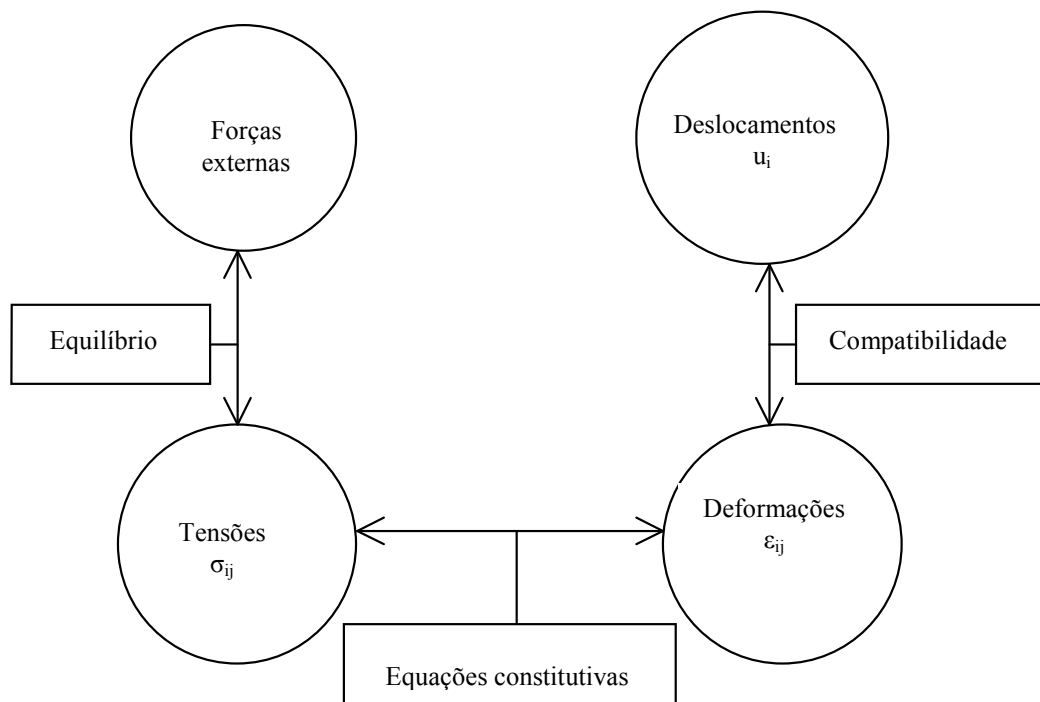 Forças
externas
Deslocamentos
uᵢ
Equilíbrio
Compatibilidade
Tensões
σᵢⱼ
Deformações
εᵢⱼ
Equações constitutivas